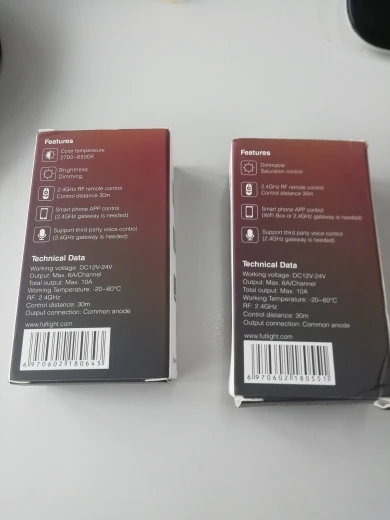 Features
Color temperature
2700~6500K
Brightness
Dimming
2.4GHz RF remote control
Control distance 30m
Smart phone APP control
(2.4GHz gateway is needed)
Support third party voice control
(2.4GHz gateway is needed)
Technical Data
Working voltage: DC12V-24V
Output: Max. 6A/Channel
Total output: Max. 10A
Working Temperature: -20~60°C
RF: 2.4GHz
Control distance: 30m
Output connection: Common anode
www.futlight.com
6 970602 180643
Features
Dimmable
Saturation control
2.4GHz RF remote control
Control distance 30m
Smart phone APP control
(WiFi Box or 2.4GHz gateway is needed)
Support third party voice control
(2.4GHz gateway is needed)
Technical Data
Working voltage: DC12V-24V
Output: Max. 6A/Channel
Total output: Max. 10A
Working Temperature: -20~60°C
RF: 2.4GHz
Control distance: 30m
Output connection: Common anode
www.futlight.com
6 970602 180551